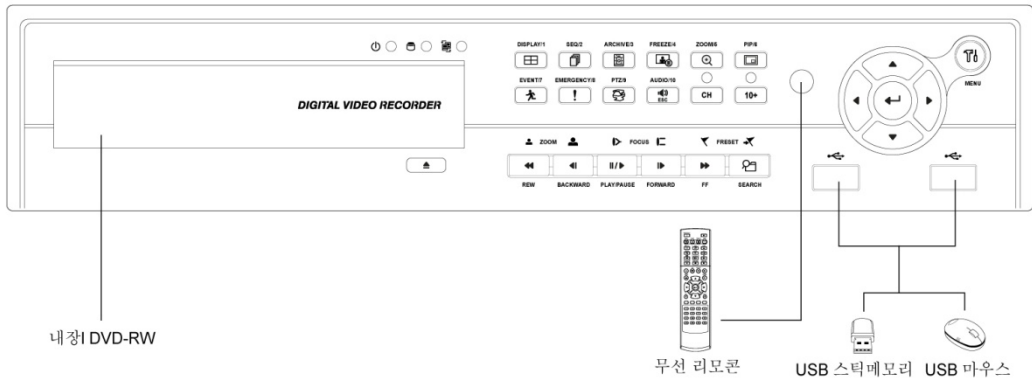 DISPLAY/1 SEQ/2 ARCHIVE/3 FREEZE/4 ZOOM/5 PIP/6
EVENT/7 EMERGENCY/8 PTZ/9 AUDIO/10
ESC CH 10+
MENU
DIGITAL VIDEO RECORDER
ZOOM FOCUS PRESET
REW BACKWARD PLAY/PAUSE FORWARD FF SEARCH
내장 DVD-RW
무선 리모콘
USB 스틱메모리 USB 마우스